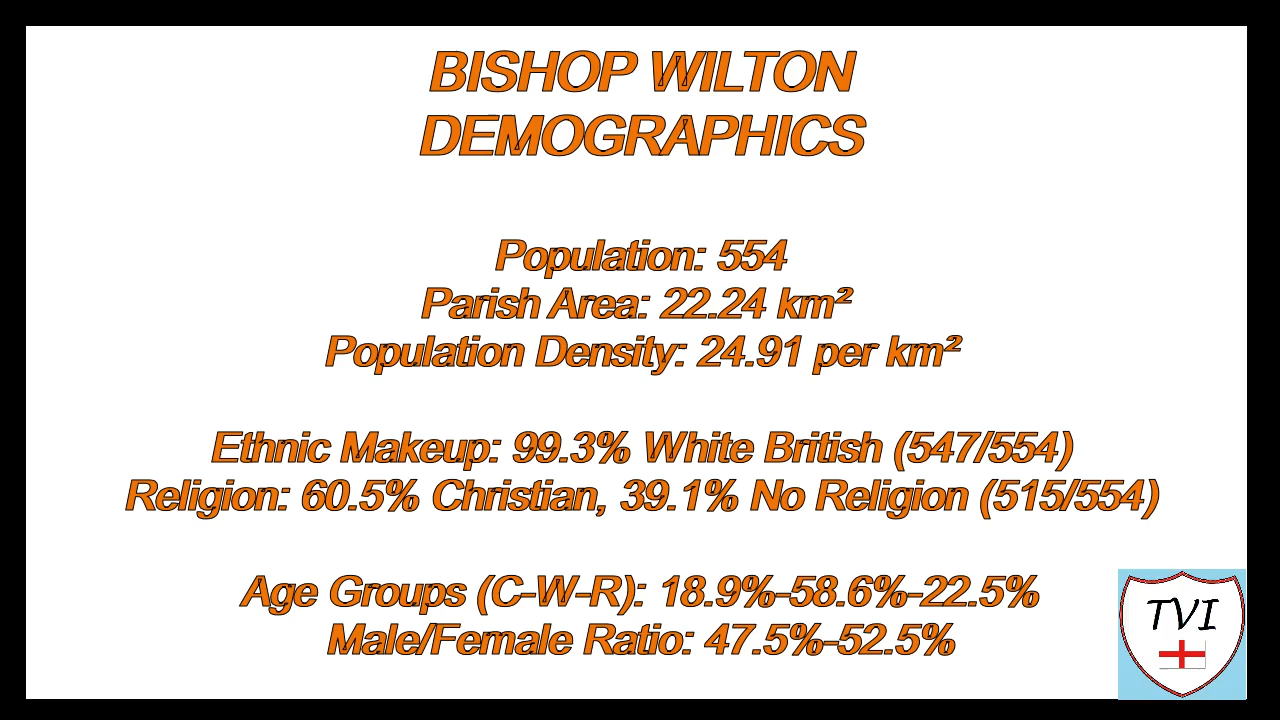 BISHOP WILTON
DEMOGRAPHICS
Population: 554
Parish Area: 22.24 km²
Population Density: 24.91 per km²
Ethnic Makeup: 99.3% White British (547/554)
Religion: 60.5% Christian, 39.1% No Religion (515/554)
Age Groups (C-W-R): 18.9%-58.6%-22.5%
Male/Female Ratio: 47.5%-52.5%
TVI